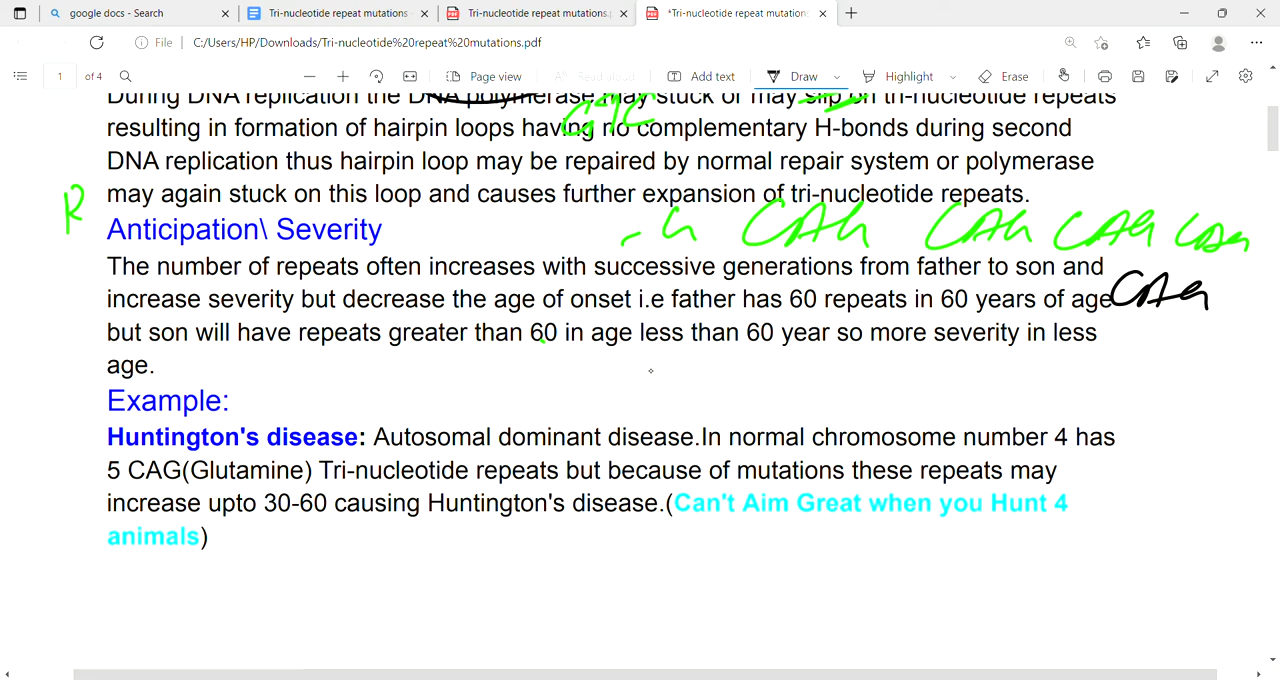 google docs - Search
Tri-nucleotide repeat mutations
Tri-nucleotide repeat mutations.
*Tri-nucleotide repeat mutation
File C:/Users/HP/Downloads/Tri-nucleotide%20repeat%20mutations.pdf
1 of 4 Page view Read aloud Add text Draw Highlight Erase
During DNA replication the DNA polymerase may stuck or may slip on tri-nucleotide repeats
GTC
resulting in formation of hairpin loops having no complementary H-bonds during second
DNA replication thus hairpin loop may be repaired by normal repair system or polymerase
may again stuck on this loop and causes further expansion of tri-nucleotide repeats.
R
Anticipation\ Severity
CAG CAG CAG CAG
The number of repeats often increases with successive generations from father to son and
increase severity but decrease the age of onset i.e father has 60 repeats in 60 years of age
CAG
but son will have repeats greater than 60 in age less than 60 year so more severity in less
age.
Example:
Huntington's disease: Autosomal dominant disease.In normal chromosome number 4 has
5 CAG(Glutamine) Tri-nucleotide repeats but because of mutations these repeats may
increase upto 30-60 causing Huntington's disease.(Can't Aim Great when you Hunt 4
animals)